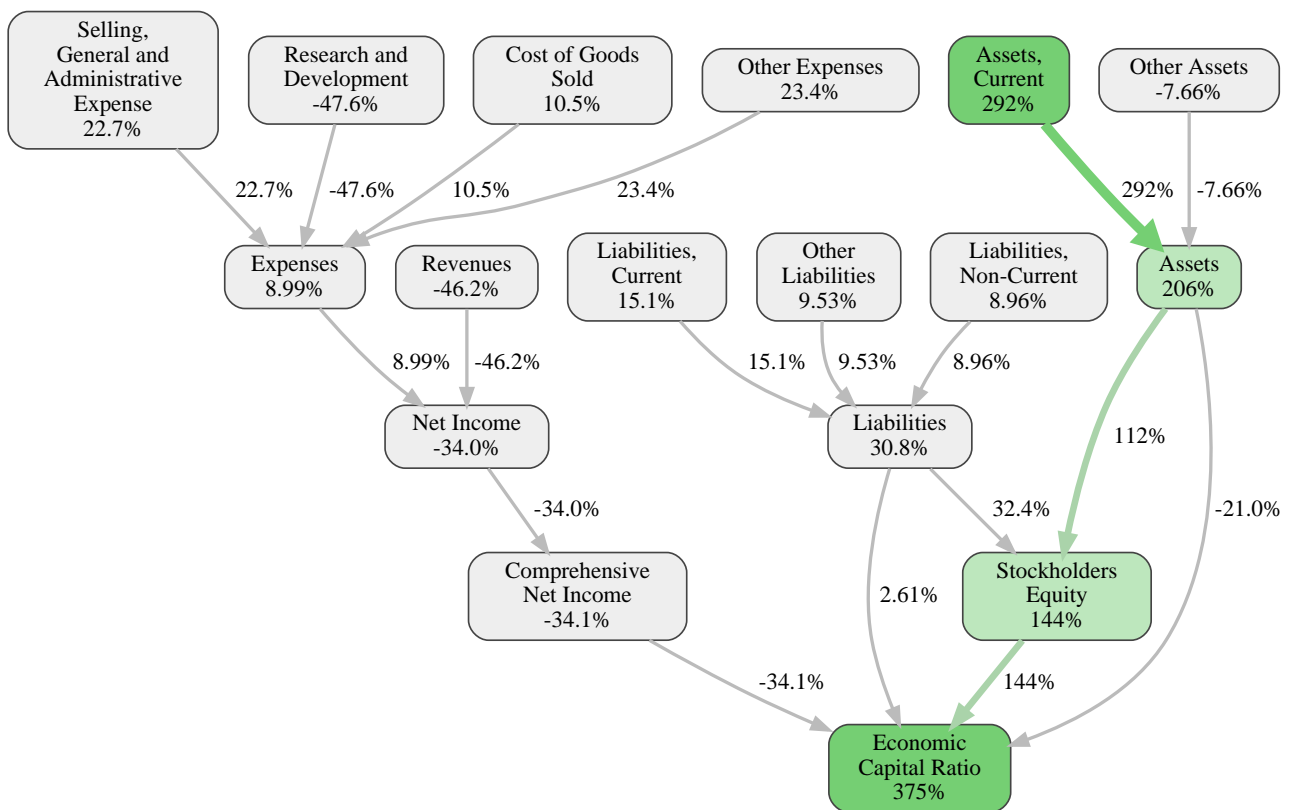 Selling,
General and
Administrative
Expense
22.7%
Research and
Development
-47.6%
Cost of Goods
Sold
10.5%
Other Expenses
23.4%
Assets,
Current
292%
Other Assets
-7.66%
22.7%
-47.6%
10.5%
23.4%
292%
-7.66%
Expenses
8.99%
Revenues
-46.2%
Liabilities,
Current
15.1%
Other
Liabilities
9.53%
Liabilities,
Non-Current
8.96%
Assets
206%
8.99%
-46.2%
15.1%
9.53%
8.96%
Net Income
-34.0%
Liabilities
30.8%
112%
-34.0%
32.4%
-21.0%
Comprehensive
Net Income
-34.1%
2.61%
Stockholders
Equity
144%
-34.1%
144%
Economic
Capital Ratio
375%